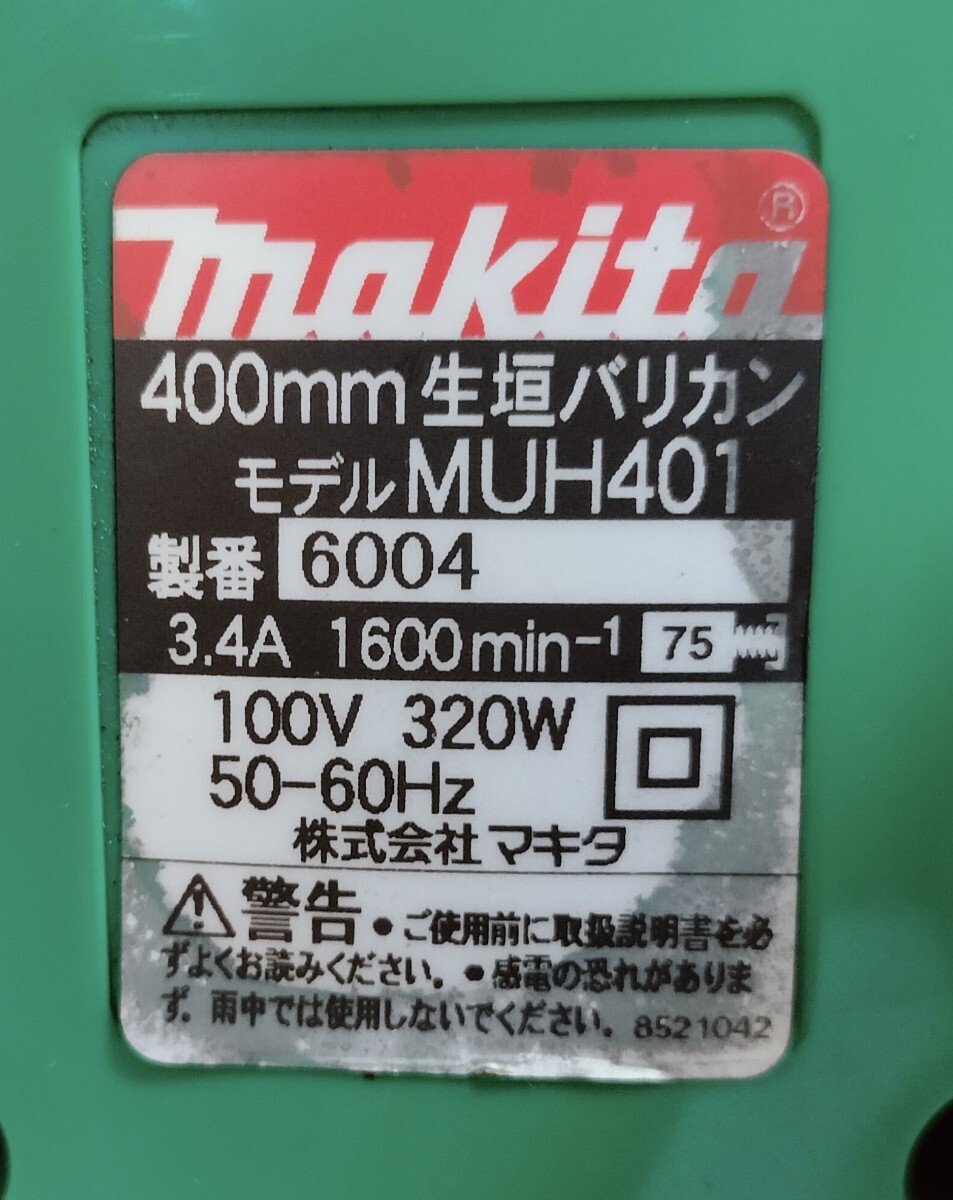 makita ®
400mm 生垣バリカン
モデル MUH401
製番 6004
3.4A 1600min⁻¹ 75
100V 320W
50-60Hz
株式会社 マキタ
⚠警告 ● ご使用前に取扱説明書を必
ずよくお読みください。● 感電の恐れがありま
す。雨中では使用しないでください。 8521042